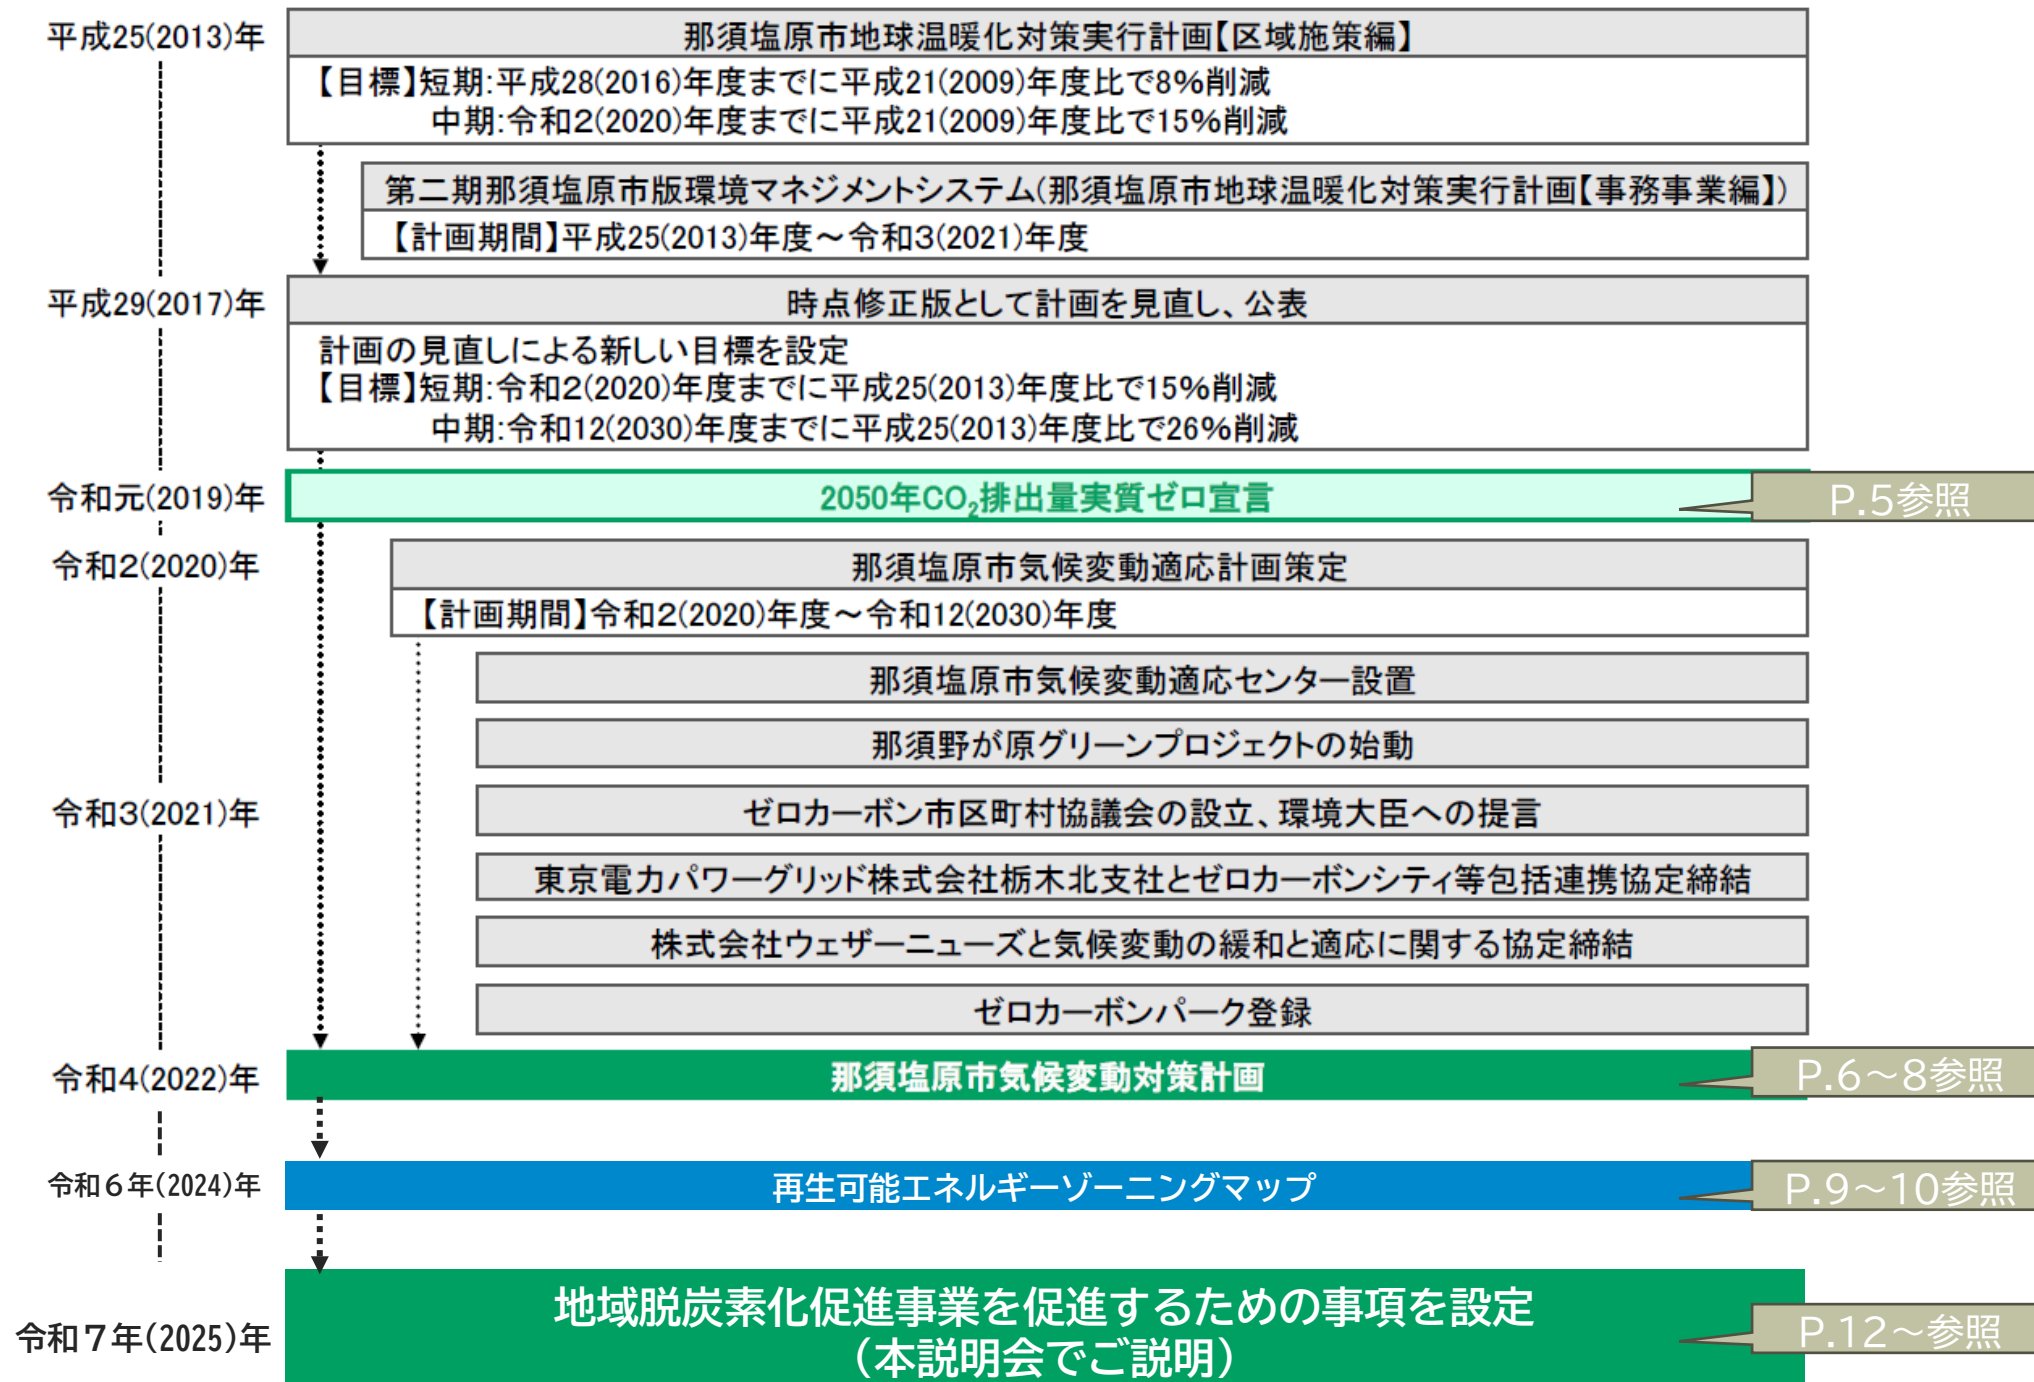 平成25(2013)年
那須塩原市地球温暖化対策実行計画【区域施策編】
【目標】短期:平成28(2016)年度までに平成21(2009)年度比で8%削減
中期:令和2(2020)年度までに平成21(2009)年度比で15%削減
第二期那須塩原市版環境マネジメントシステム(那須塩原市地球温暖化対策実行計画【事務事業編】)
【計画期間】平成25(2013)年度～令和3(2021)年度
平成29(2017)年
時点修正版として計画を見直し、公表
計画の見直しによる新しい目標を設定
【目標】短期:令和2(2020)年度までに平成25(2013)年度比で15%削減
中期:令和12(2030)年度までに平成25(2013)年度比で26%削減
令和元(2019)年
2050年CO₂排出量実質ゼロ宣言
P.5参照
令和2(2020)年
那須塩原市気候変動適応計画策定
【計画期間】令和2(2020)年度～令和12(2030)年度
那須塩原市気候変動適応センター設置
那須野が原グリーンプロジェクトの始動
令和3(2021)年
ゼロカーボン市区町村協議会の設立、環境大臣への提言
東京電力パワーグリッド株式会社栃木北支社とゼロカーボンシティ等包括連携協定締結
株式会社ウェザーニューズと気候変動の緩和と適応に関する協定締結
ゼロカーボンパーク登録
令和4(2022)年
那須塩原市気候変動対策計画
P.6～8参照
令和6年(2024)年
再生可能エネルギーゾーニングマップ
P.9～10参照
令和7年(2025)年
地域脱炭素化促進事業を促進するための事項を設定
(本説明会でご説明)
P.12～参照